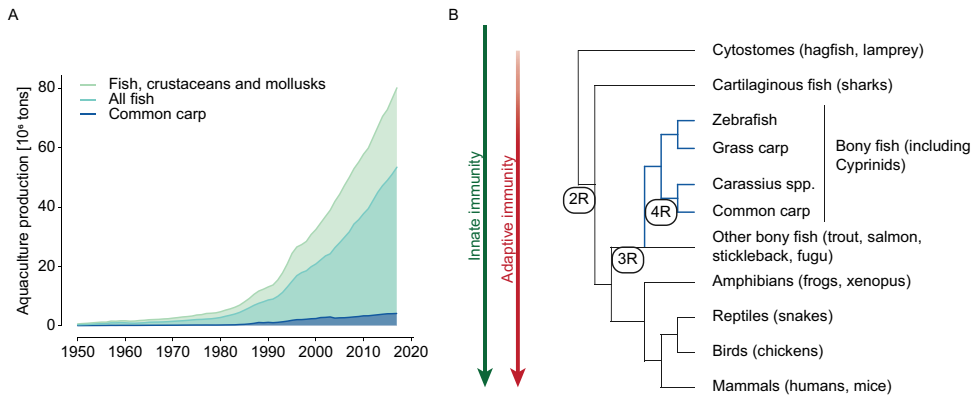 A
Aquaculture production [10⁶ tons]
80
60
40
20
0
Fish, crustaceans and mollusks
All fish
Common carp
1950 1960 1970 1980 1990 2000 2010 2020
B
Innate immunity
Adaptive immunity
2R
3R
4R
Cytostomes (hagfish, lamprey)
Cartilaginous fish (sharks)
Zebrafish
Grass carp
Carassius spp.
Common carp
Bony fish (including
Cyprinids)
Other bony fish (trout, salmon,
stickleback, fugu)
Amphibians (frogs, xenopus)
Reptiles (snakes)
Birds (chickens)
Mammals (humans, mice)